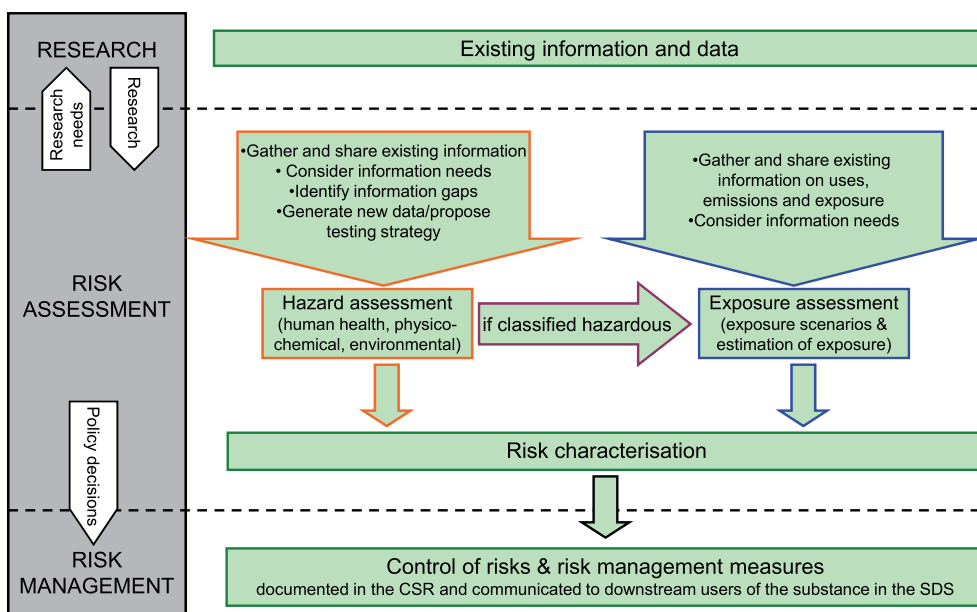 RESEARCH
Research
needs
Research
Existing information and data
•Gather and share existing information
• Consider information needs
•Identify information gaps
•Generate new data/propose
testing strategy
•Gather and share existing
information on uses,
emissions and exposure
•Consider information needs
RISK
ASSESSMENT
Hazard assessment
(human health, physico-
chemical, environmental)
if classified hazardous
Exposure assessment
(exposure scenarios &
estimation of exposure)
Policy decisions
Risk characterisation
RISK
MANAGEMENT
Control of risks & risk management measures
documented in the CSR and communicated to downstream users of the substance in the SDS